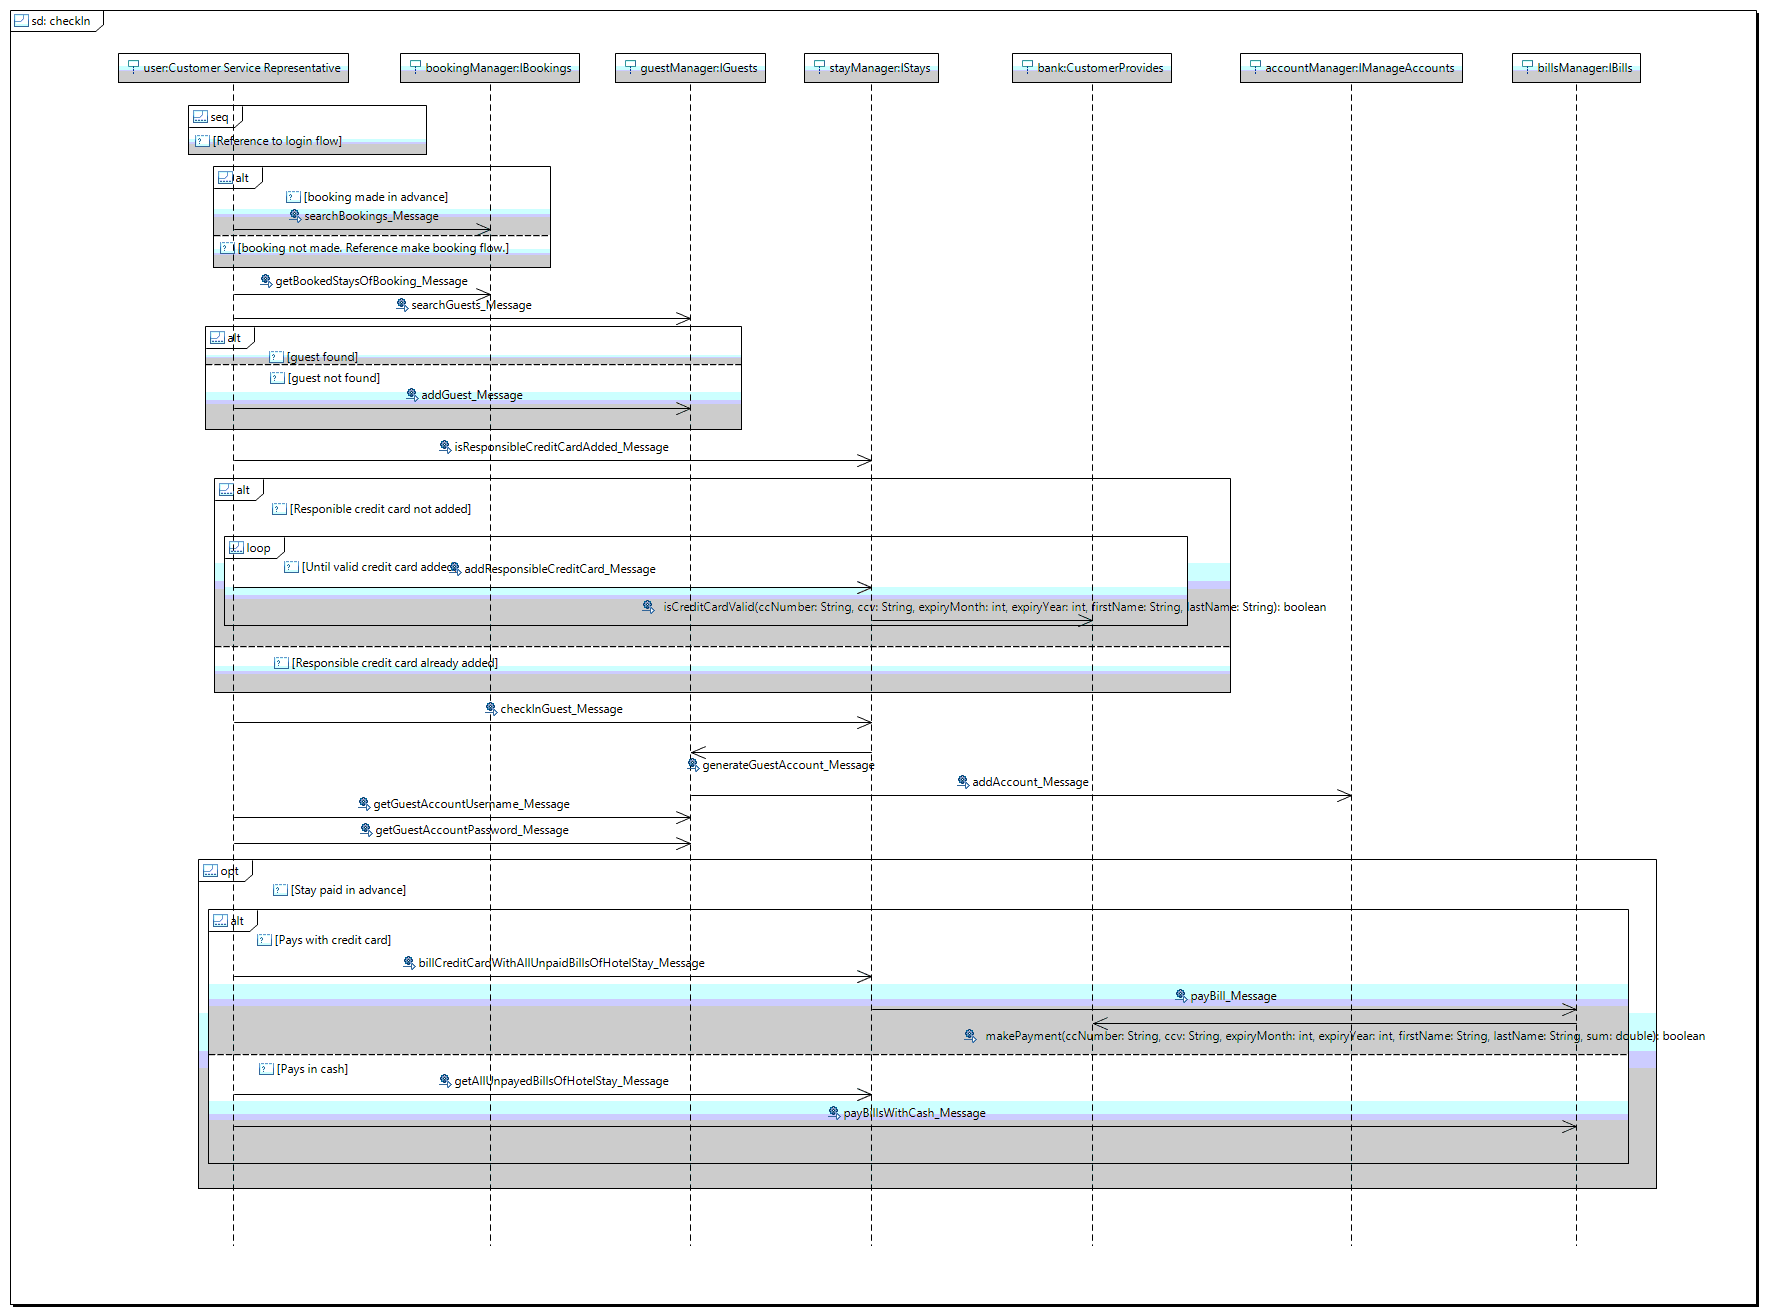 sd: checkIn
user:Customer Service Representative
bookingManager:IBookings
guestManager:IGuests
stayManager:IStays
bank:CustomerProvides
accountManager:IManageAccounts
billsManager:IBills
seq
[Reference to login flow]
alt
[booking made in advance]
searchBookings_Message
[booking not made. Reference make booking flow.]
getBookedStaysOfBooking_Message
searchGuests_Message
alt
[guest found]
[guest not found]
addGuest_Message
isResponsibleCreditCardAdded_Message
alt
[Responible credit card not added]
loop
[Until valid credit card added]
addResponsibleCreditCard_Message
isCreditCardValid(ccNumber: String, ccv: String, expiryMonth: int, expiryYear: int, firstName: String, lastName: String): boolean
[Responsible credit card already added]
checkInGuest_Message
generateGuestAccount_Message
addAccount_Message
getGuestAccountUsername_Message
getGuestAccountPassword_Message
opt
[Stay paid in advance]
alt
[Pays with credit card]
billCreditCardWithAllUnpaidBillsOfHotelStay_Message
payBill_Message
makePayment(ccNumber: String, ccv: String, expiryMonth: int, expiryYear: int, firstName: String, lastName: String, sum: double): boolean
[Pays in cash]
getAllUnpayedBillsOfHotelStay_Message
payBillsWithCash_Message